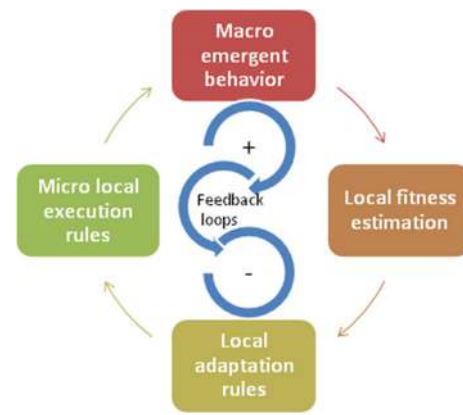 Macro
emergent
behavior
+
Micro local
execution
rules
Feedback
loops
Local fitness
estimation
-
Local
adaptation
rules